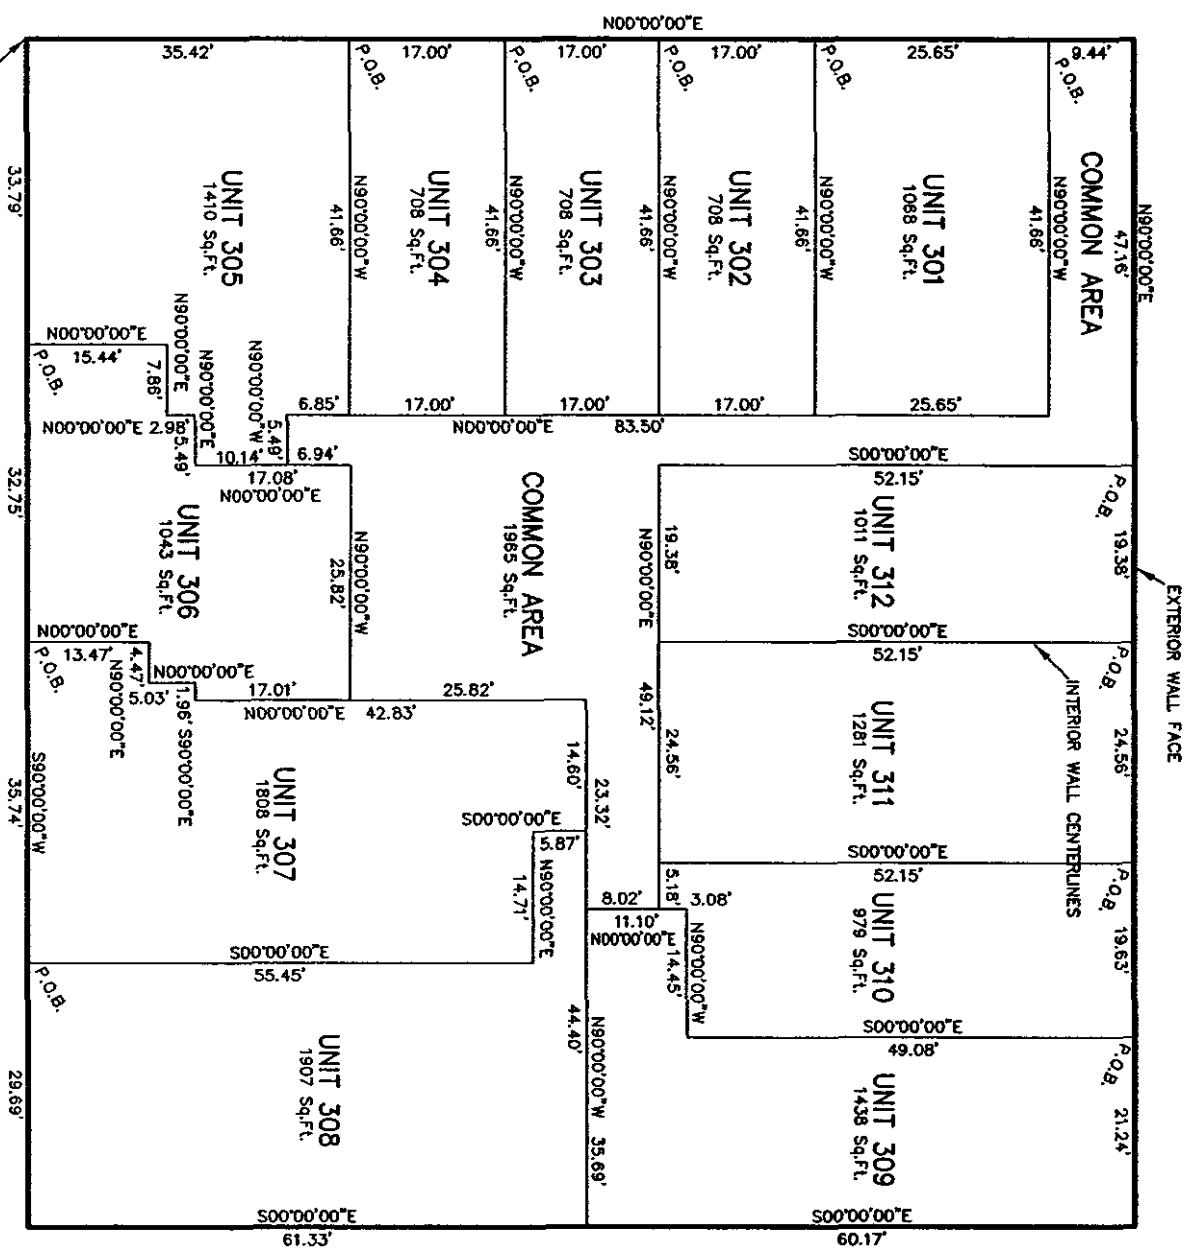 N00°00'00"E
35.42'
17.00'
17.00'
17.00'
25.65'
9.44'
P.O.B.
P.O.B.
P.O.B.
P.O.B.
COMMON AREA
N90°00'00"E
47.16'
N90°00'00"W
41.66'
UNIT 301
1088 Sq.Ft.
N90°00'00"W
41.66'
UNIT 302
708 Sq.Ft.
N90°00'00"W
41.66'
UNIT 303
708 Sq.Ft.
N90°00'00"W
41.66'
UNIT 304
708 Sq.Ft.
N90°00'00"W
41.66'
UNIT 305
1410 Sq.Ft.
33.79'
N00°00'00"E
15.44'
P.O.B.
N90°00'00"E
7.86'
N90°00'00"E
5.49'
N00°00'00"E 2.98'
N90°00'00"W
5.49'
6.85'
17.00'
17.00'
17.00'
25.65'
N00°00'00"E
83.50'
10.14'
6.94'
17.08'
N00°00'00"E
S00°00'00"E
52.15'
P.O.B.
19.38'
EXTERIOR WALL FACE
UNIT 312
1011 Sq.Ft.
19.38'
N90°00'00"E
COMMON AREA
1965 Sq.Ft.
N90°00'00"W
25.82'
UNIT 306
1043 Sq.Ft.
32.75'
N00°00'00"E
13.47'
P.O.B.
4.47'
N90°00'00"E
N00°00'00"E
5.03'
1.96' S90°00'00"E
17.01'
25.82'
N00°00'00"E
42.83'
S00°00'00"E
52.15'
P.O.B.
INTERIOR WALL CENTERLINES
24.56'
UNIT 311
1281 Sq.Ft.
49.12'
24.56'
14.60'
23.32'
UNIT 307
1808 Sq.Ft.
S90°00'00"W
35.74'
S00°00'00"E
5.87'
N90°00'00"E
14.71'
S00°00'00"E
52.15'
P.O.B.
19.63'
UNIT 310
979 Sq.Ft.
5.18'
8.02'
3.08'
11.10'
N00°00'00"E
N90°00'00"W
14.45'
S00°00'00"E
55.45'
P.O.B.
S00°00'00"E
49.08'
P.O.B.
21.24'
UNIT 309
1438 Sq.Ft.
44.40'
N90°00'00"W
35.69'
UNIT 308
1907 Sq.Ft.
29.69'
S00°00'00"E
61.33'
S00°00'00"E
60.17'